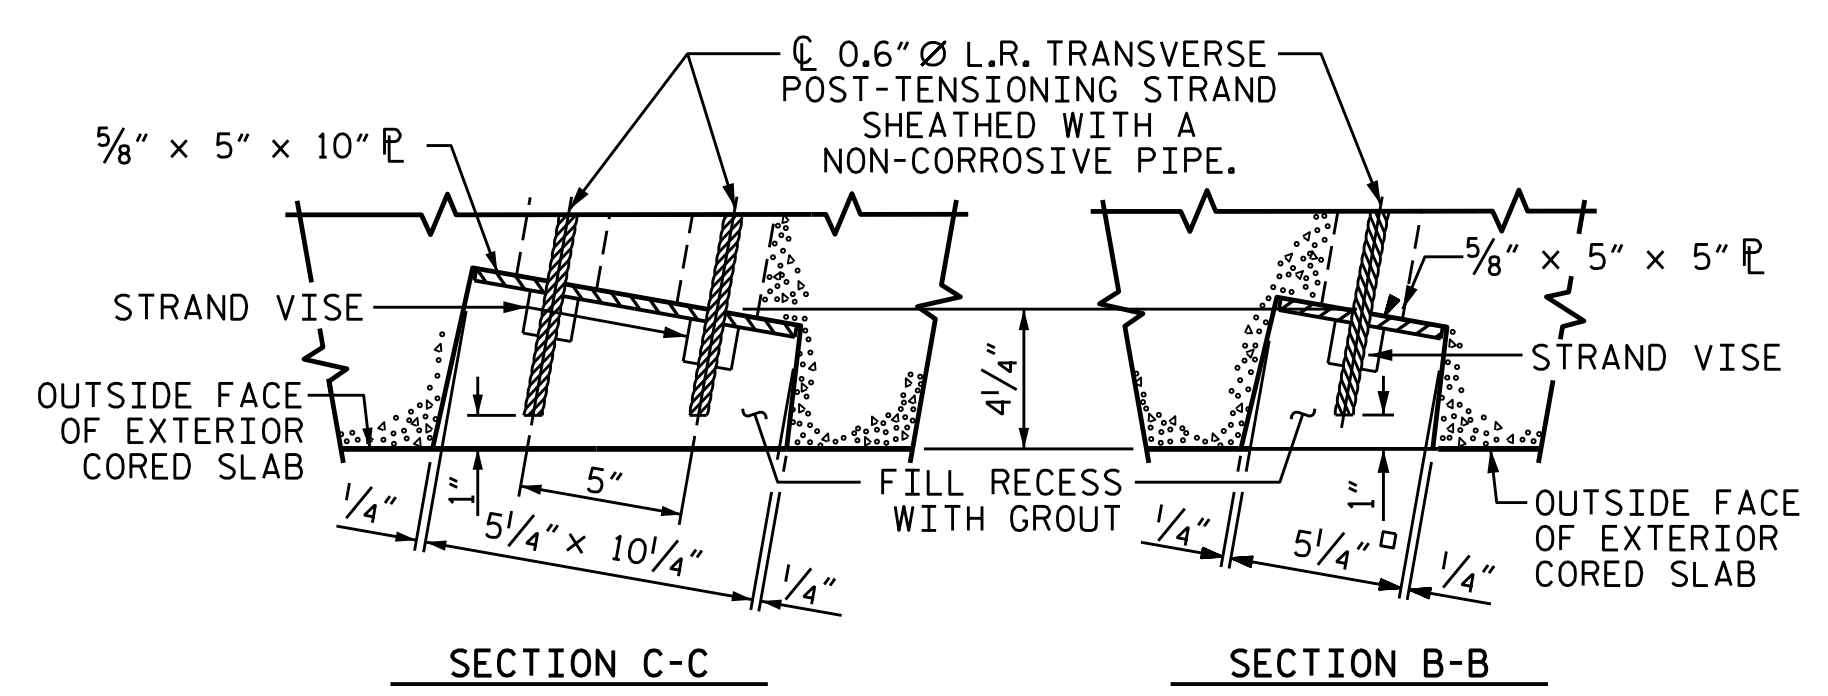 ℄ 0.6"Ø L.R. TRANSVERSE
POST-TENSIONING STRAND
SHEATHED WITH A
NON-CORROSIVE PIPE.
5/8" x 5" x 10" ℙL
STRAND VISE
OUTSIDE FACE
OF EXTERIOR
CORED SLAB
1/4"
1"
5"
5 1/4" x 10 1/4"
1/4"
4 1/4"
FILL RECESS
WITH GROUT
5/8" x 5" x 5" ℙL
STRAND VISE
1"
1/4"
5 1/4" □
1/4"
OUTSIDE FACE
OF EXTERIOR
CORED SLAB
SECTION C-C
SECTION B-B